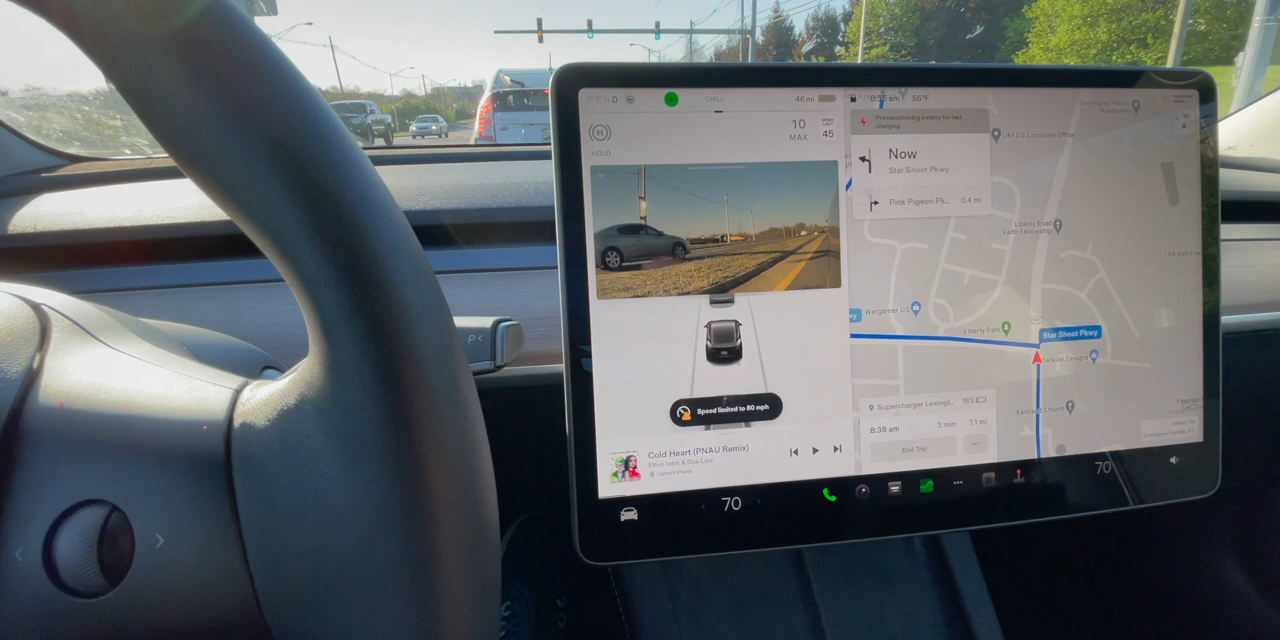 P R N D
CHILL
46 mi
8:35 am
55°F
HOLD
10
MAX
SPEED
LIMIT
45
Preconditioning battery for fast
charging
Now
Star Shoot Pkwy
Pink Pigeon Pk...
0.4 mi
UKFCU Corporate Office
Liberty Road
Faith Fellowship
Wargamer US
Liberty Park
Star Shoot Pkwy
Eastland Church
Speed limited to 80 mph
Supercharger Lexingt...
16%
8:38 am
3 min
1.1 mi
End Trip
Cold Heart (PNAU Remix)
Elton John & Dua Lipa
70
70
P